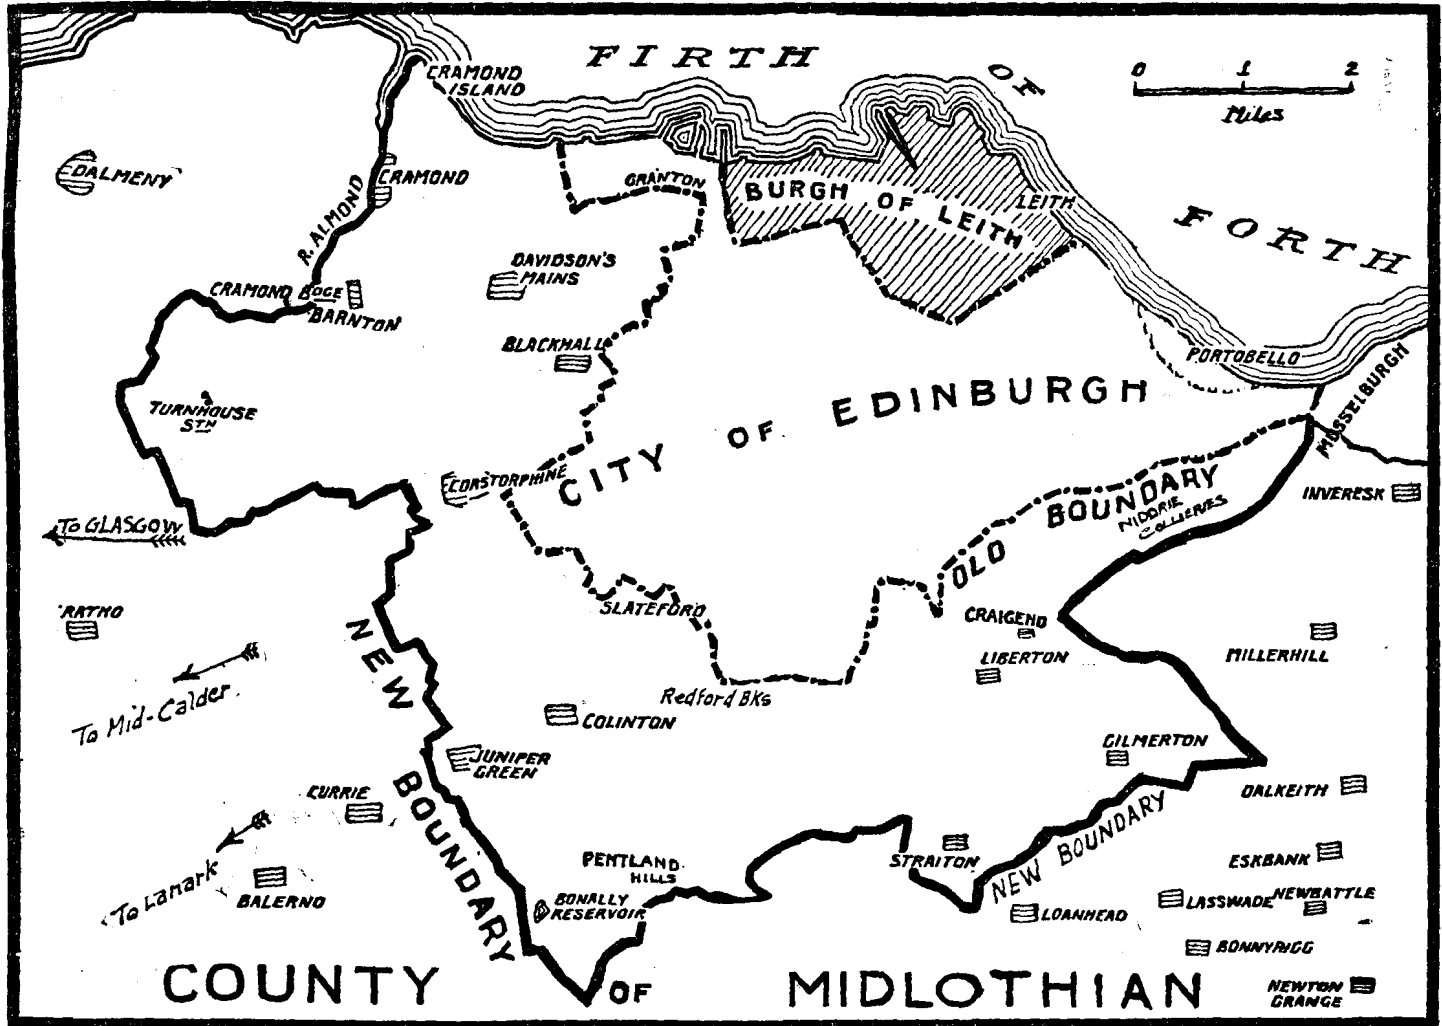 FIRTH OF FORTH
0 1 2
Miles
CRAMOND
ISLAND
DALMENY
CRAMOND
R. ALMOND
GRANTON
BURGH OF LEITH
LEITH
DAVIDSON'S
MAINS
CRAMOND BDGE
BARNTON
BLACKHALL
PORTOBELLO
MUSSELBURGH
TURNHOUSE
STN
CITY OF EDINBURGH
CORSTORPHINE
OLD BOUNDARY
NIDDRIE
COLLIERIES
INVERESK
To GLASGOW
RATHO
SLATEFORD
CRAIGEND
LIBERTON
MILLERHILL
To Mid-Calder
NEW BOUNDARY
Redford BKs
COLINTON
JUNIPER
GREEN
GILMERTON
CURRIE
DALKEITH
NEW BOUNDARY
STRAITON
ESKBANK
To Lanark
BALERNO
PENTLAND
HILLS
BONALLY
RESERVOIR
LOANHEAD
LASSWADE
NEWBATTLE
BONNYRIGG
NEWTON
GRANGE
COUNTY OF MIDLOTHIAN